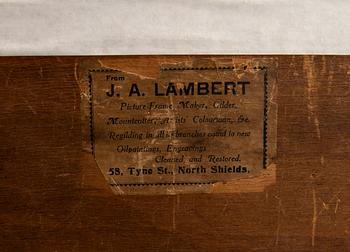 From
J. A. LAMBERT
Picture Frame Maker, Gilder,
Mountcutter, Artists' Colourman, &c.
Regilding in all its branches equal to new
Oilpaintings, Engravings
Cleaned and Restored.
58, Tyne St., North Shields.